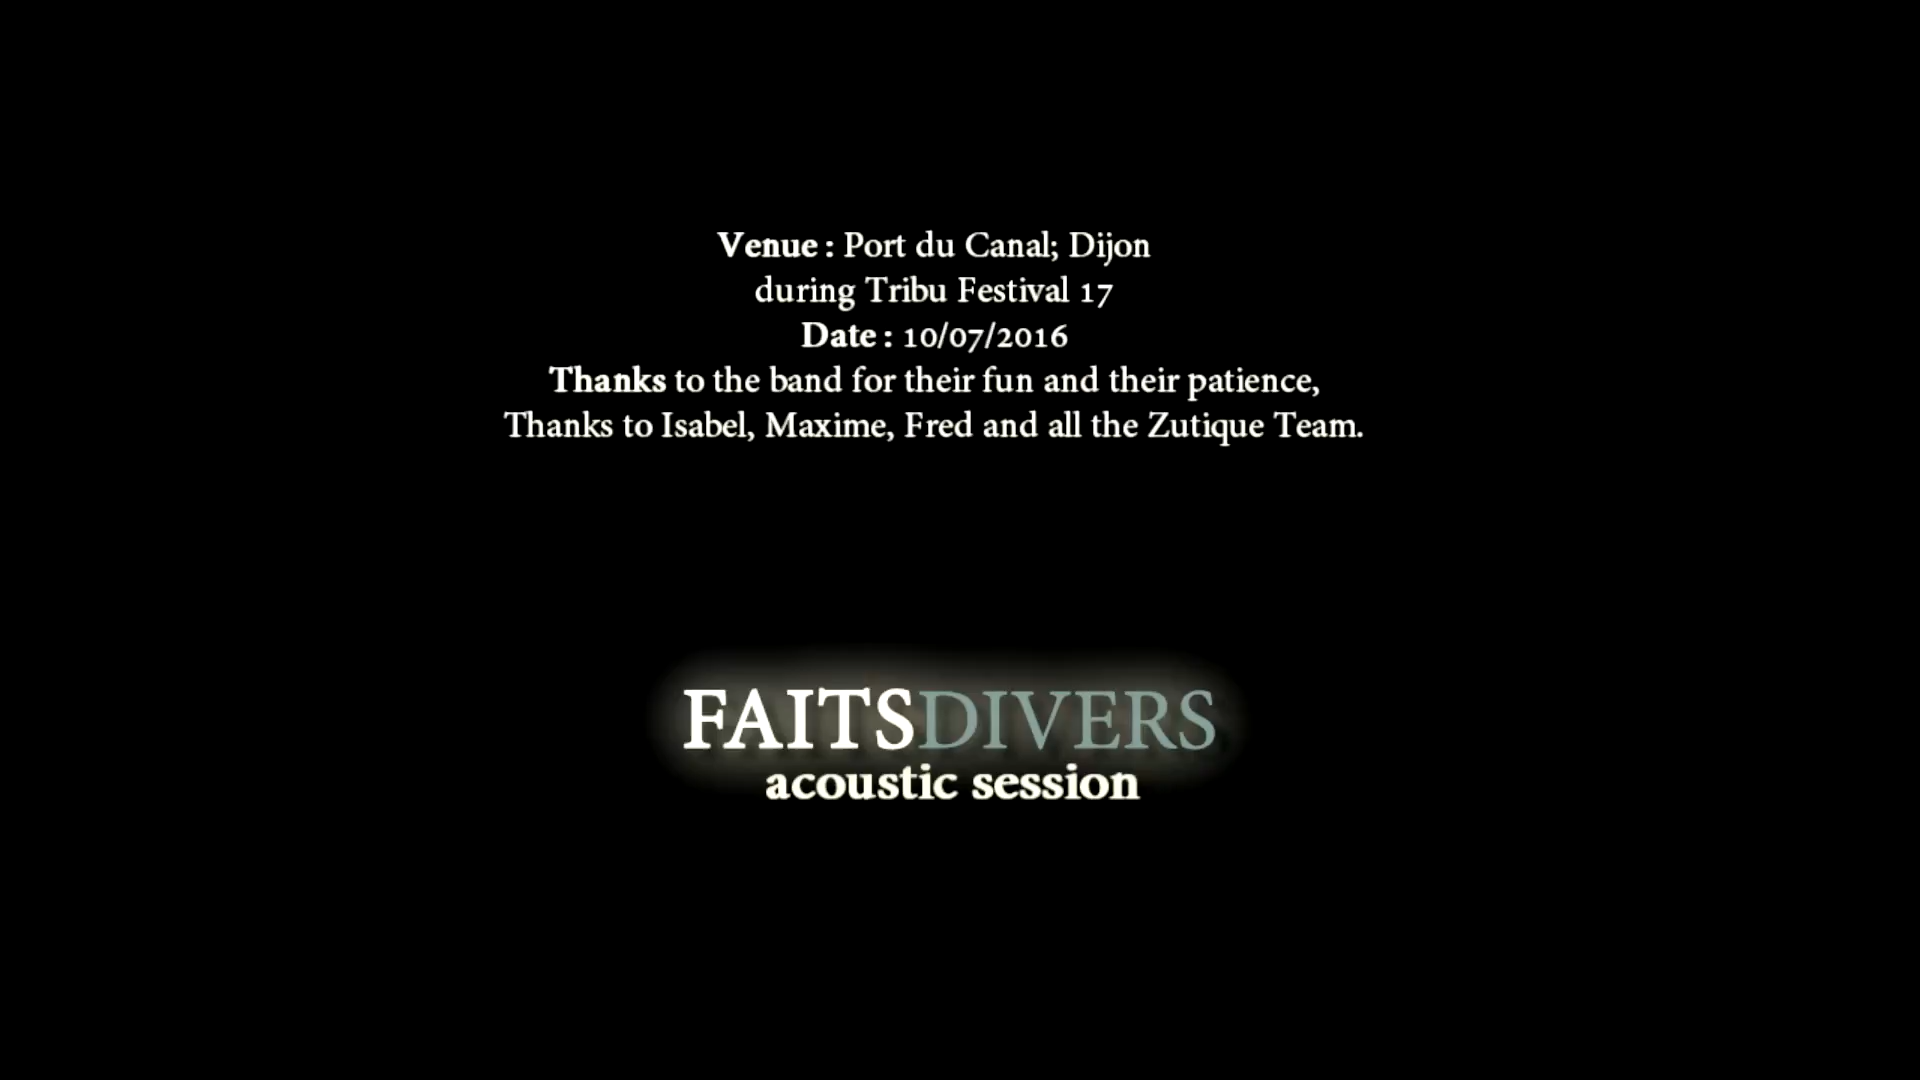 Venue : Port du Canal; Dijon
during Tribu Festival 17
Date : 10/07/2016
Thanks to the band for their fun and their patience,
Thanks to Isabel, Maxime, Fred and all the Zutique Team.
FAITSDIVERS
acoustic session